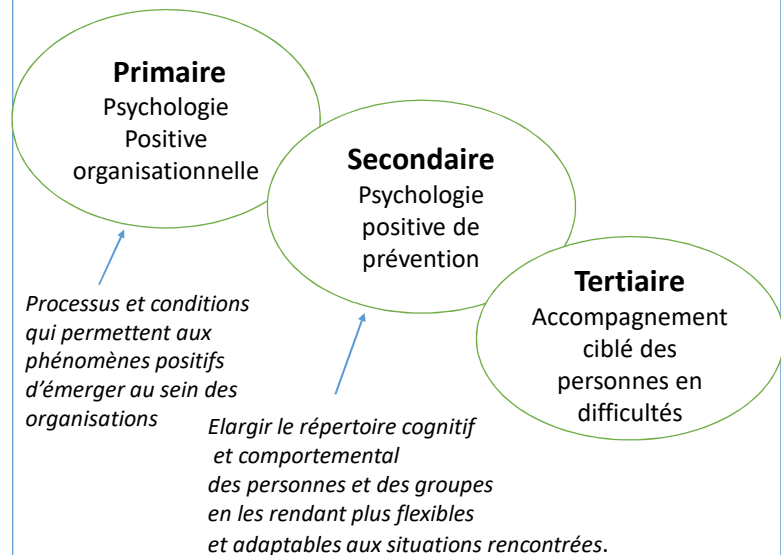 Primaire
Psychologie
Positive
organisationnelle
Secondaire
Psychologie
positive de
prévention
Tertiaire
Accompagnement
ciblé des
personnes en
difficultés
Processus et conditions
qui permettent aux
phénomènes positifs
d’émerger au sein des
organisations
Elargir le répertoire cognitif
et comportemental
des personnes et des groupes
en les rendant plus flexibles
et adaptables aux situations rencontrées.